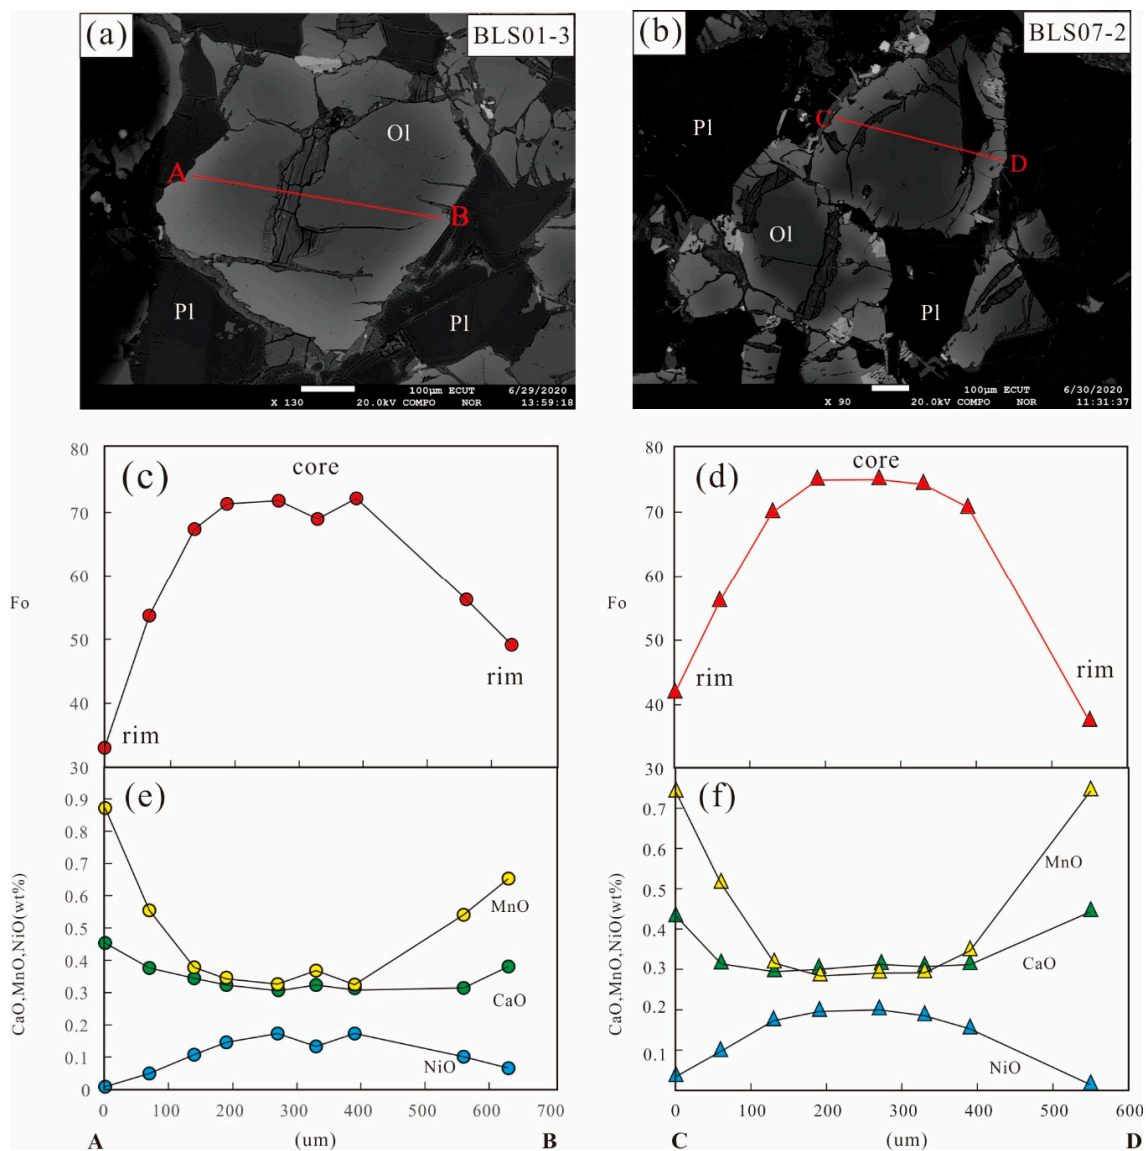 (a)
BLS01-3
Ol
A
B
Pl
Pl
100μm ECUT 6/29/2020
X 130 20.0kV COMPO NOR 13:59:18
(b)
BLS07-2
Pl
C
D
Ol
Pl
100μm ECUT 6/30/2020
X 90 20.0kV COMPO NOR 11:31:37
80
70
60
50
40
30
Fo
(c)
core
rim
rim
80
70
60
50
40
30
Fo
(d)
core
rim
rim
0.9
0.8
0.7
0.6
0.5
0.4
0.3
0.2
0.1
0
CaO,MnO,NiO(wt%)
(e)
MnO
CaO
NiO
0 100 200 300 400 500 600 700
A (um) B
0.7
0.6
0.5
0.4
0.3
0.2
0.1
CaO,MnO,NiO(wt%)
(f)
MnO
CaO
NiO
0 100 200 300 400 500 600
C (um) D